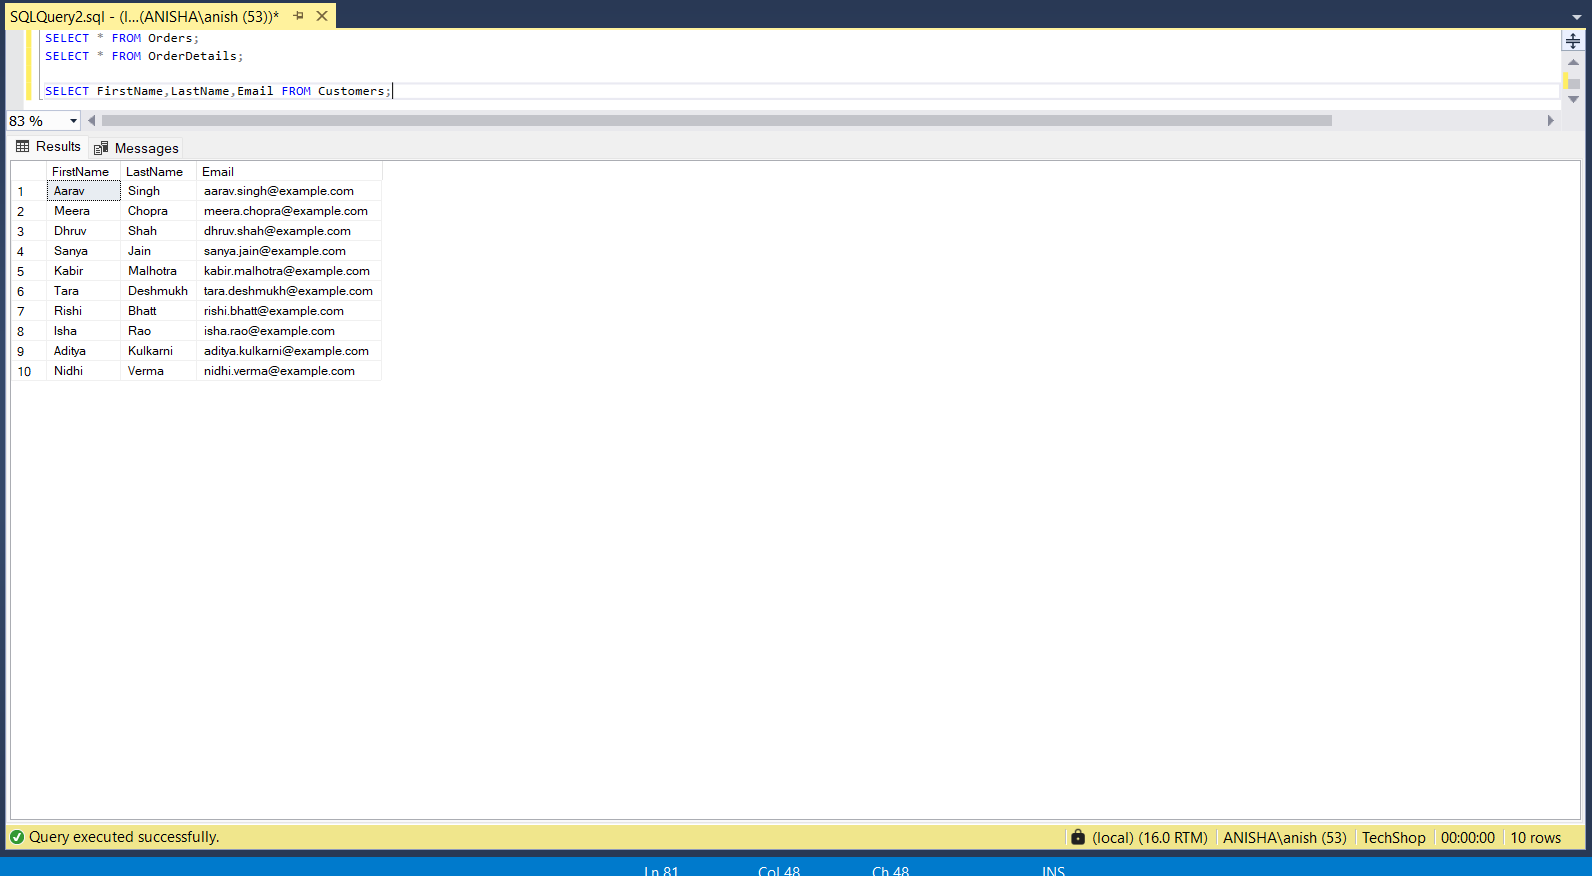 SQLQuery2.sql - (l...(ANISHA\anish (53))*
SELECT * FROM Orders;
SELECT * FROM OrderDetails;
SELECT FirstName,LastName,Email FROM Customers;
83 %
Results Messages
FirstName LastName Email
1 Aarav Singh aarav.singh@example.com
2 Meera Chopra meera.chopra@example.com
3 Dhruv Shah dhruv.shah@example.com
4 Sanya Jain sanya.jain@example.com
5 Kabir Malhotra kabir.malhotra@example.com
6 Tara Deshmukh tara.deshmukh@example.com
7 Rishi Bhatt rishi.bhatt@example.com
8 Isha Rao isha.rao@example.com
9 Aditya Kulkarni aditya.kulkarni@example.com
10 Nidhi Verma nidhi.verma@example.com
Query executed successfully. (local) (16.0 RTM) ANISHA\anish (53) TechShop 00:00:00 10 rows
Ln 81 Col 48 Ch 48 INS